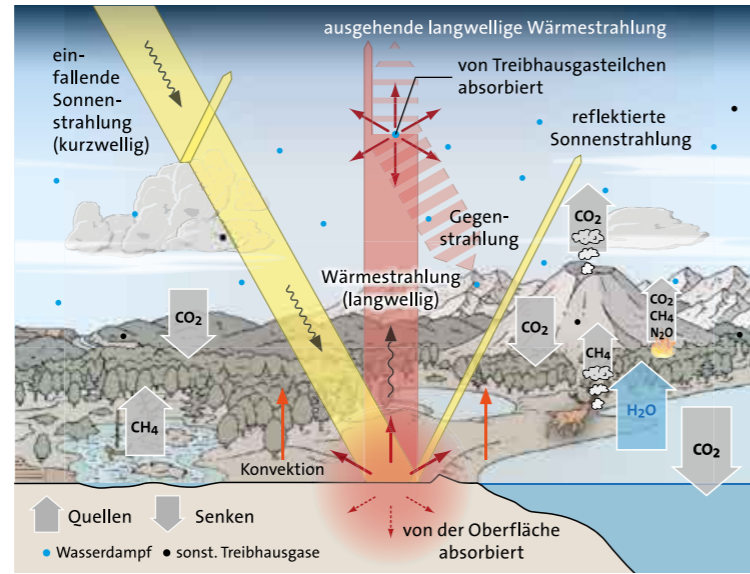 ausgehende langwellige Wärmestrahlung
ein-
fallende
Sonnen-
strahlung
(kurzwellig)
von Treibhausgasteilchen
absorbiert
reflektierte
Sonnenstrahlung
CO₂
Gegen-
strahlung
Wärmestrahlung
(langwellig)
CO₂
CO₂
CO₂
CH₄
N₂O
CH₄
CH₄
H₂O
CO₂
Konvektion
Quellen
Senken
von der Oberfläche
absorbiert
Wasserdampf
sonst. Treibhausgase